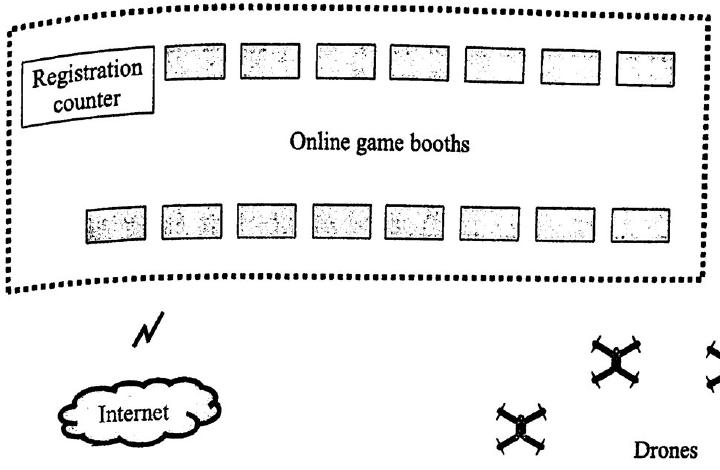 Registration
counter
Online game booths
Internet
Drones